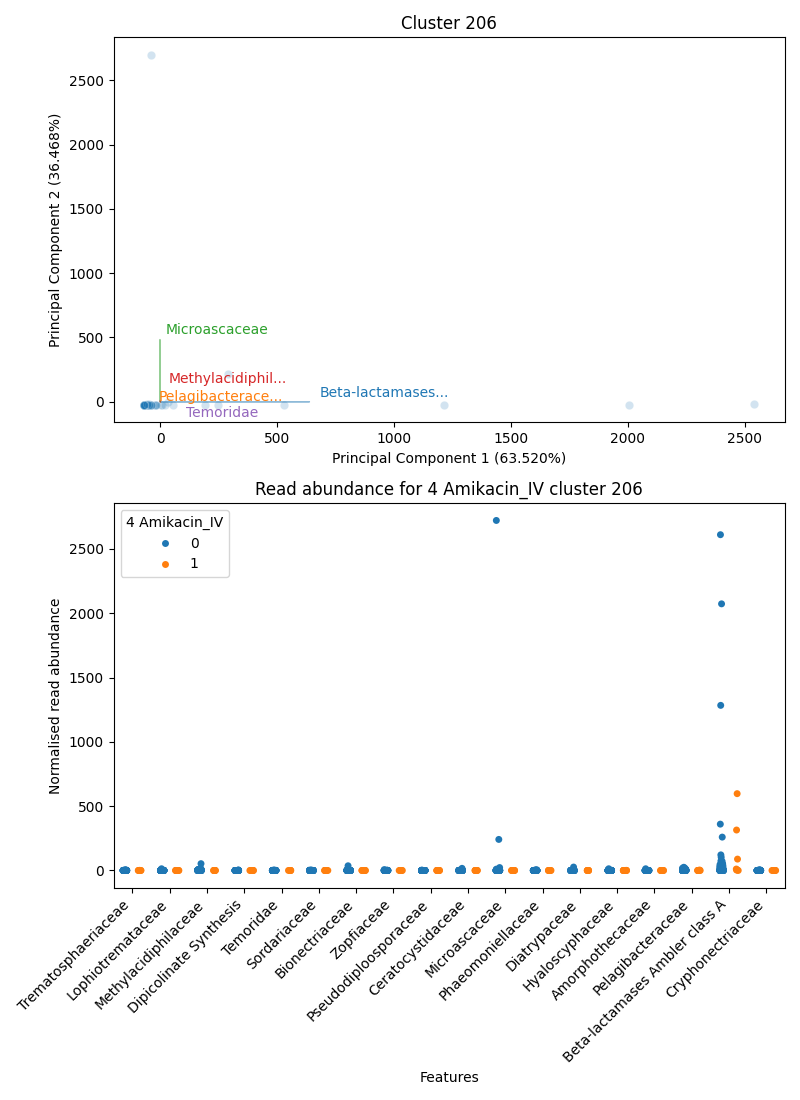 Cluster 206
2500
2000
1500
1000
500
0
Principal Component 2 (36.468%)
Microascaceae
Methylacidiphil...
Pelagibacterace...
Beta-lactamases...
Temoridae
0 500 1000 1500 2000 2500
Principal Component 1 (63.520%)
Read abundance for 4 Amikacin_IV cluster 206
4 Amikacin_IV
0
1
2500
2000
1500
1000
500
0
Normalised read abundance
Trematosphaeriaceae
Lophiotremataceae
Methylacidiphilaceae
Dipicolinate Synthesis
Temoridae
Sordariaceae
Bionectriaceae
Zopfiaceae
Pseudodiploosporaceae
Ceratocystidaceae
Microascaceae
Phaeomoniellaceae
Diatrypaceae
Hyaloscyphaceae
Amorphothecaceae
Pelagibacteraceae
Beta-lactamases Ambler class A
Cryphonectriaceae
Features